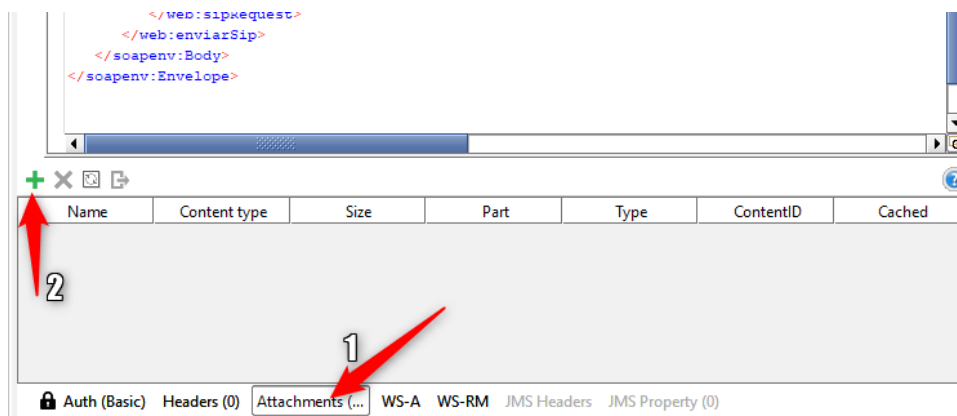 </web:sipRequest>
</web:enviarSip>
</soapenv:Body>
</soapenv:Envelope>
Name Content type Size Part Type ContentID Cached
2
1
Auth (Basic) Headers (0) Attachments (... WS-A WS-RM JMS Headers JMS Property (0)